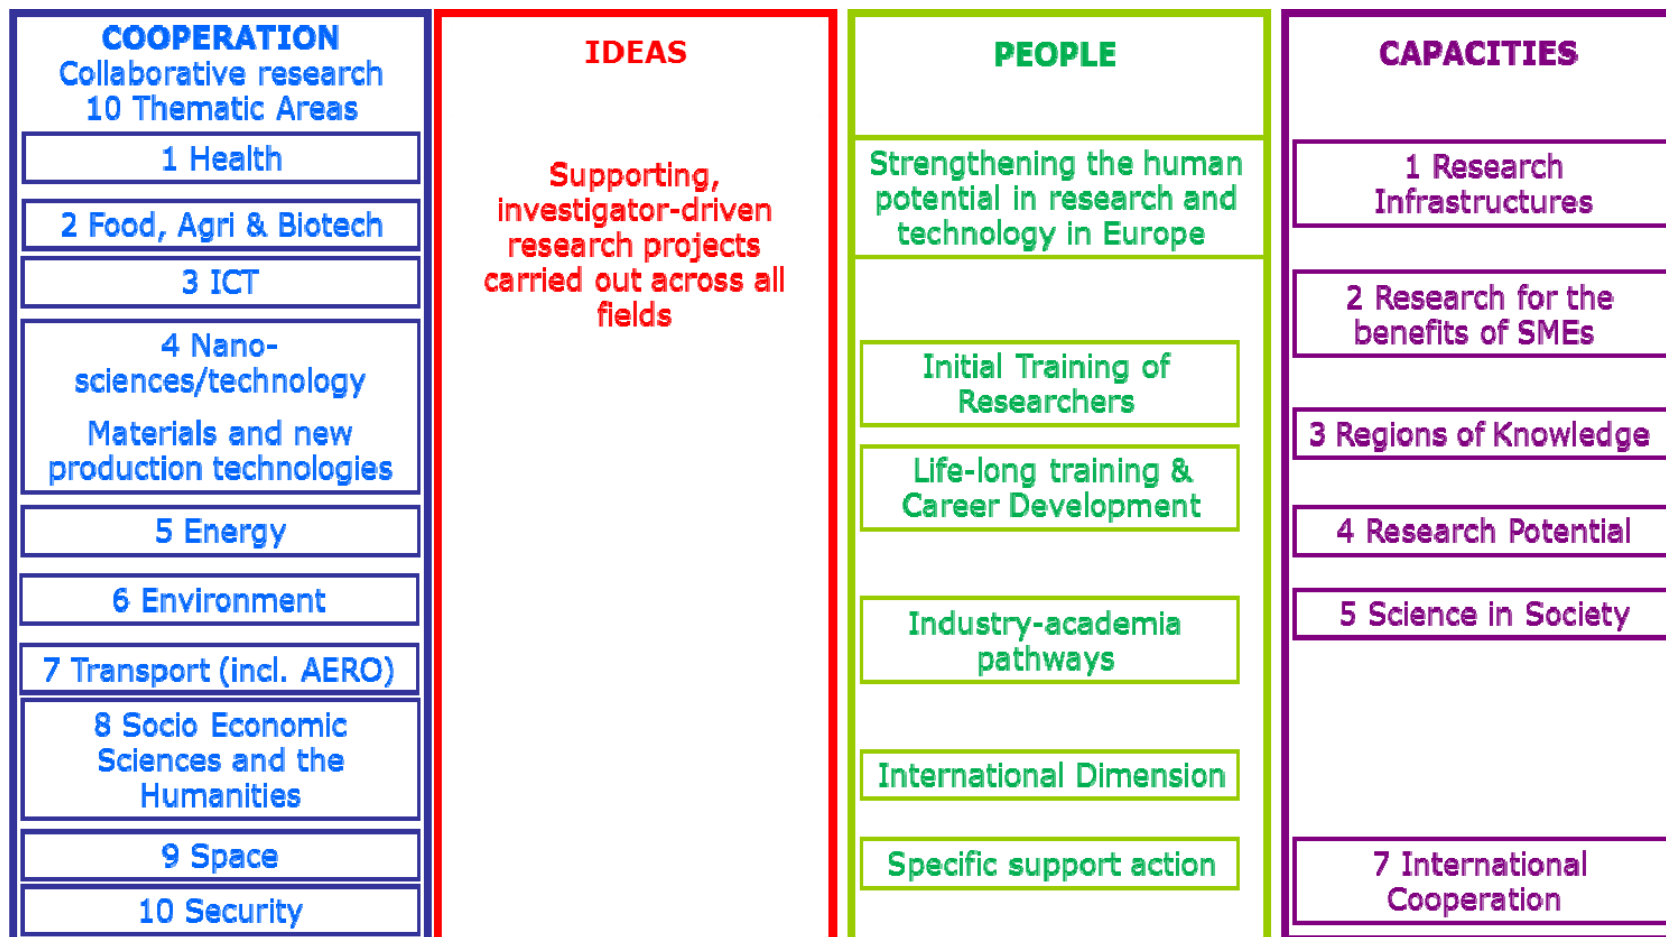 COOPERATION
Collaborative research
10 Thematic Areas
1 Health
2 Food, Agri & Biotech
3 ICT
4 Nano-
sciences/technology
Materials and new
production technologies
5 Energy
6 Environment
7 Transport (incl. AERO)
8 Socio Economic
Sciences and the
Humanities
9 Space
10 Security
IDEAS
Supporting,
investigator-driven
research projects
carried out across all
fields
PEOPLE
Strengthening the human
potential in research and
technology in Europe
Initial Training of
Researchers
Life-long training &
Career Development
Industry-academia
pathways
International Dimension
Specific support action
CAPACITIES
1 Research
Infrastructures
2 Research for the
benefits of SMEs
3 Regions of Knowledge
4 Research Potential
5 Science in Society
7 International
Cooperation